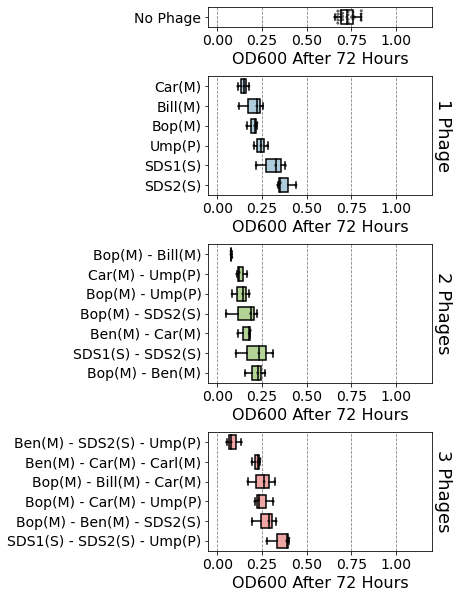 No Phage
0.00 0.25 0.50 0.75 1.00
OD600 After 72 Hours
1 Phage
Car(M)
Bill(M)
Bop(M)
Ump(P)
SDS1(S)
SDS2(S)
0.00 0.25 0.50 0.75 1.00
OD600 After 72 Hours
2 Phages
Bop(M) - Bill(M)
Car(M) - Ump(P)
Bop(M) - Ump(P)
Bop(M) - SDS2(S)
Ben(M) - Car(M)
SDS1(S) - SDS2(S)
Bop(M) - Ben(M)
0.00 0.25 0.50 0.75 1.00
OD600 After 72 Hours
3 Phages
Ben(M) - SDS2(S) - Ump(P)
Ben(M) - Car(M) - Carl(M)
Bop(M) - Bill(M) - Car(M)
Bop(M) - Car(M) - Ump(P)
Bop(M) - Ben(M) - SDS2(S)
SDS1(S) - SDS2(S) - Ump(P)
0.00 0.25 0.50 0.75 1.00
OD600 After 72 Hours